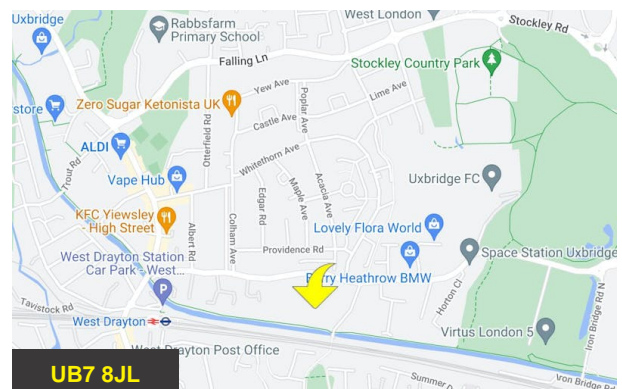 Uxbridge
Rabbsfarm
Primary School
West London
Stockley Rd
Falling Ln
Stockley Country Park
Yew Ave
Zero Sugar Ketonista UK
Poplar Ave
Lime Ave
store
Castle Ave
Otterfield Rd
ALDI
Whitethorn Ave
Trout Rd
Vape Hub
Uxbridge FC
Acacia Ave
Maple Ave
Edgar Rd
Colham Ave
KFC Yiewsley
- High Street
Albert Rd
Lovely Flora World
Providence Rd
West Drayton Station
Car Park - West...
Space Station Uxbridge
Barry Heathrow BMW
Horton Cl
P
Iron Bridge Rd N
Tavistock Rd
West Drayton
Virtus London 5
West Drayton Post Office
Iron Bridge Rd
Summer
UB7 8JL